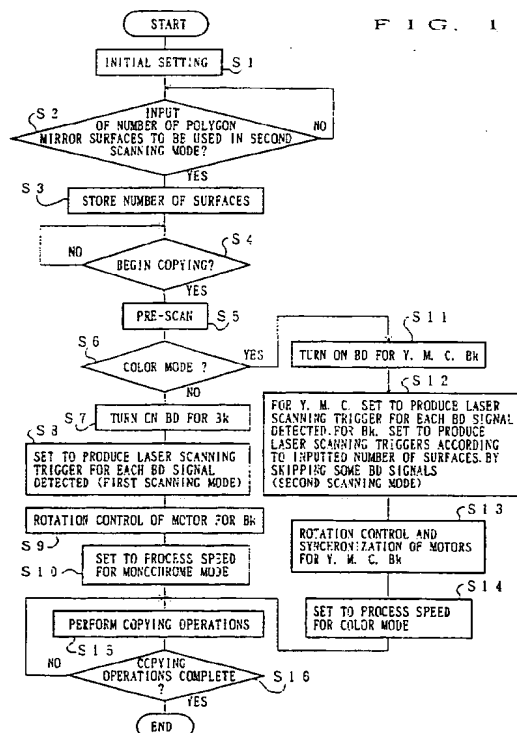 F I G. 1
START
INITIAL SETTING
S 1
S 2
INPUT
OF NUMBER OF POLYGON
MIRROR SURFACES TO BE USED IN SECOND
SCANNING MODE?
NO
YES
S 3
STORE NUMBER OF SURFACES
S 4
NO
BEGIN COPYING?
YES
PRE-SCAN
S 5
S 6
COLOR MODE ?
YES
NO
S 7
TURN ON BD FOR Bk
S 8
SET TO PRODUCE LASER SCANNING
TRIGGER FOR EACH BD SIGNAL
DETECTED (FIRST SCANNING MODE)
ROTATION CONTROL OF MOTOR FOR Bk
S 9
S 1 0
SET TO PROCESS SPEED
FOR MONOCHROME MODE
S 1 1
TURN ON BD FOR Y. M. C. Bk
S 1 2
FOR Y. M. C. SET TO PRODUCE LASER
SCANNING TRIGGER FOR EACH BD SIGNAL
DETECTED. FOR Bk. SET TO PRODUCE
LASER SCANNING TRIGGERS ACCORDING
TO INPUTTED NUMBER OF SURFACES. BY
SKIPPING SOME BD SIGNALS
(SECOND SCANNING MODE)
S 1 3
ROTATION CONTROL AND
SYNCHRONIZATION OF MOTORS
FOR Y. M. C. Bk
S 1 4
SET TO PROCESS SPEED
FOR COLOR MODE
PERFORM COPYING OPERATIONS
S 1 5
NO
COPYING
OPERATIONS COMPLETE
?
S 1 6
YES
END